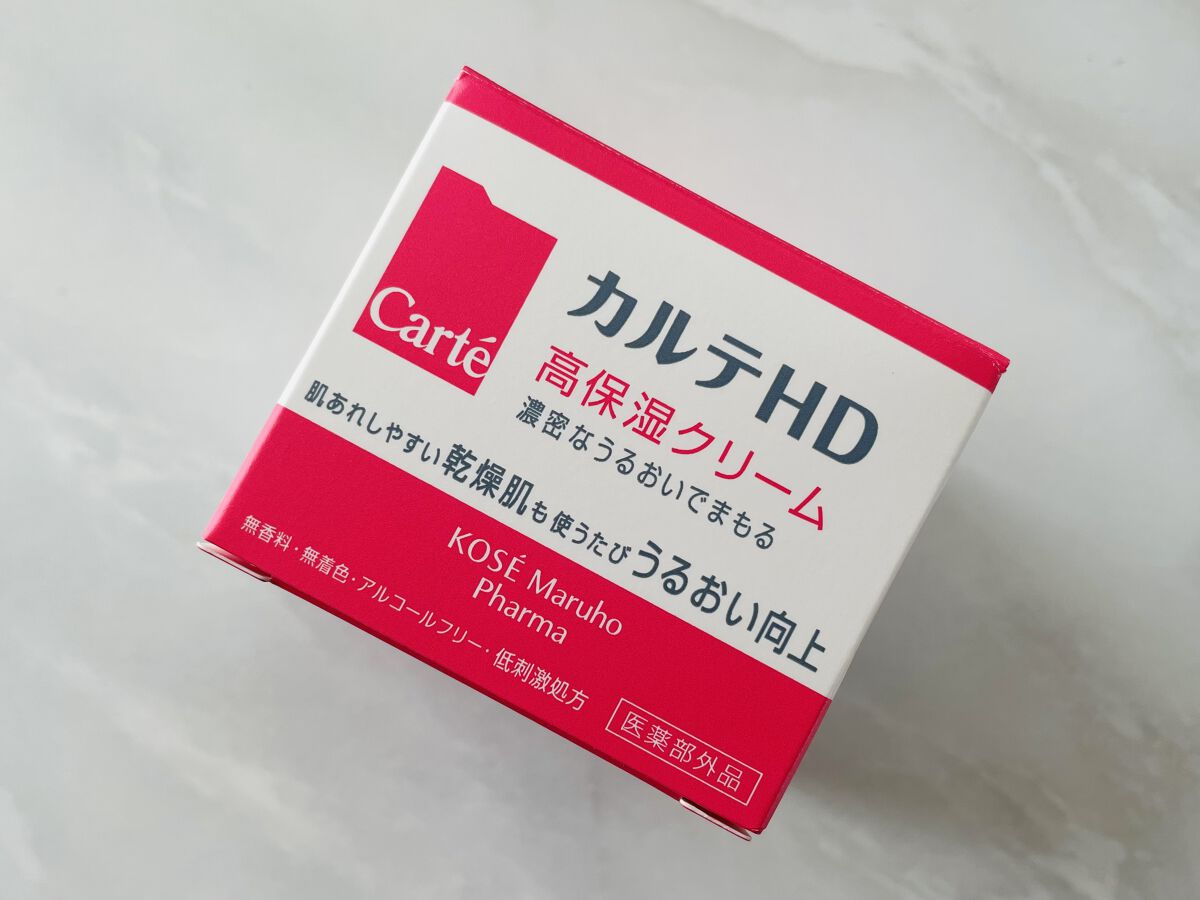 Carté
カルテHD
高保湿クリーム
濃密なうるおいでまもる
肌あれしやすい乾燥肌も使うたびうるおい向上
KOSÉ Maruho
Pharma
無香料・無着色・アルコールフリー・低刺激処方
医薬部外品